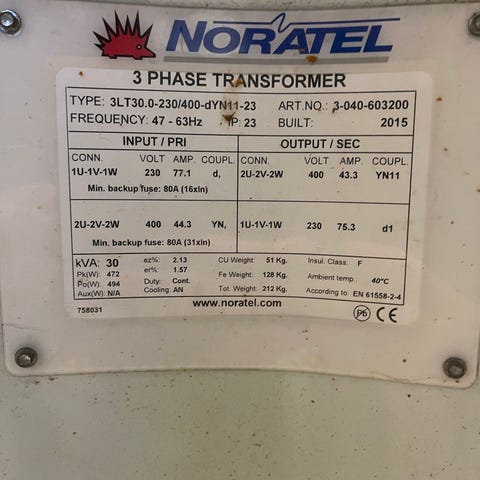 NORATEL
3 PHASE TRANSFORMER
TYPE: 3LT30.0-230/400-dYN11-23 ART.NO.: 3-040-603200
FREQUENCY: 47 - 63Hz IP: 23 BUILT: 2015
INPUT / PRI OUTPUT / SEC
CONN. VOLT AMP. COUPL. CONN. VOLT AMP. COUPL.
1U-1V-1W 230 77.1 d, 2U-2V-2W 400 43.3 YN11
Min. backup fuse: 80A (16xIn)
2U-2V-2W 400 44.3 YN, 1U-1V-1W 230 75.3 d1
Min. backup fuse: 80A (31xIn)
kVA: 30 ez%: 2.13 CU Weight: 51 Kg. Insul. Class: F
Pk(W): 472 er%: 1.57 Fe Weight: 128 Kg. Ambient temp.: 40°C
Po(W): 494 Duty: Cont. Tot. Weight: 212 Kg. According to: EN 61558-2-4
Aux(W): N/A Cooling: AN
www.noratel.com
758031 Pb CE